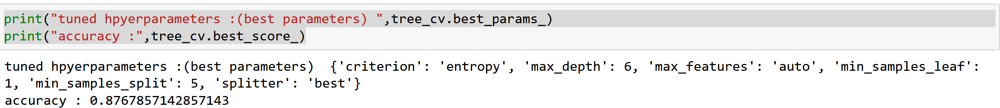 print("tuned hpyerparameters :(best parameters) ",tree_cv.best_params_)
print("accuracy :",tree_cv.best_score_)
tuned hpyerparameters :(best parameters)  {'criterion': 'entropy', 'max_depth': 6, 'max_features': 'auto', 'min_samples_leaf':
1, 'min_samples_split': 5, 'splitter': 'best'}
accuracy : 0.8767857142857143